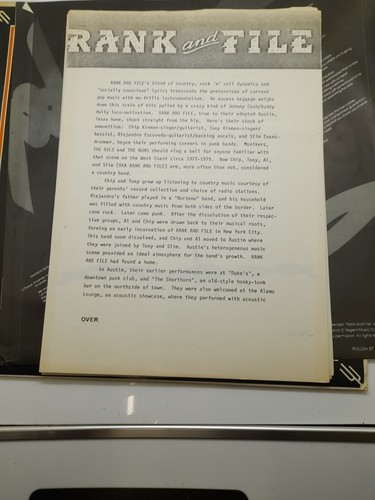 RANK and FILE
RANK AND FILE's blend of country, rock 'n' roll dynamics and
"socially conscious" lyrics transcends the pretensions of current
pop music with no-frills instrumentation. No excess baggage weighs
down this train of hits pulled by a crazy kind of Johnny Cash/Buddy
Holly loco-motivation. RANK AND FILE, true to their adopted Austin,
Texas home, shoot straight from the hip. Here's their stock of
ammunition: Chip Kinman-singer/guitarist, Tony Kinman-singer/
bassist, Alejandro Escovedo-guitarist/backing vocals, and Slim Evans-
drummer, began their performing careers in punk bands. Monikers,
THE DILS and THE NUNS should ring a bell for anyone familiar with
that scene on the West Coast circa 1977-1979. Now Chip, Tony, Al,
and Slim (AKA RANK AND FILE) are, more often than not, considered
a country band.
Chip and Tony grew up listening to country music courtesy of
their parents' record collection and choice of radio stations.
Alejandro's father played in a "Norteno" band, and his household
was filled with country music from both sides of the border. Later
came rock. Later came punk. After the dissolution of their respec-
tive groups, Al and Chip were drawn back to their musical roots,
forming an early incarnation of RANK AND FILE in New York City.
This band soon dissolved, and Chip and Al moved to Austin where
they were joined by Tony and Slim. Austin's heterogeneous music
scene provided an ideal atmosphere for the band's growth. RANK
AND FILE had found a home.
In Austin, their earlier performances were at "Duke's", a
downtown punk club, and "The Shorthorn", an old-style honky-tonk
bar on the northside of town. They were also welcomed at the Alamo
Lounge, an acoustic showcase, where they performed with acoustic
OVER